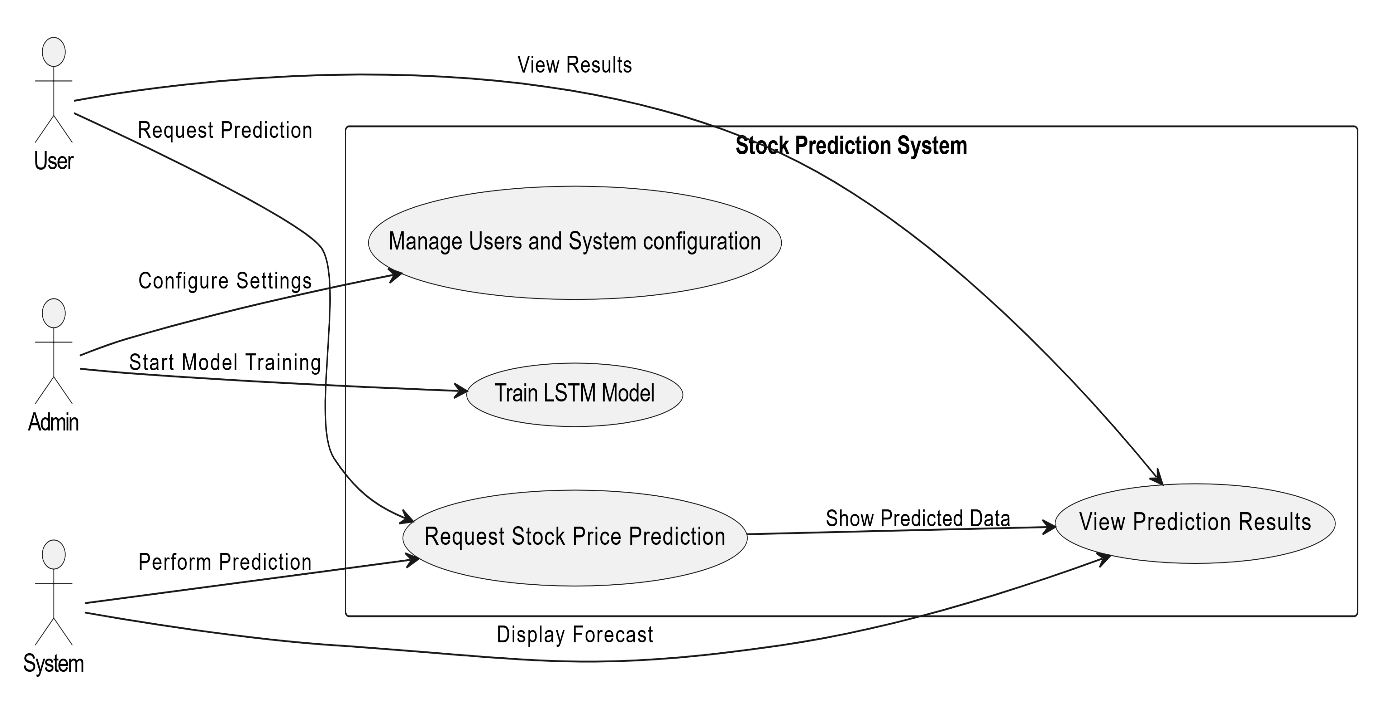 View Results
Request Prediction
Stock Prediction System
User
Manage Users and System configuration
Configure Settings
Start Model Training
Train LSTM Model
Admin
Show Predicted Data
View Prediction Results
Request Stock Price Prediction
Perform Prediction
Display Forecast
System